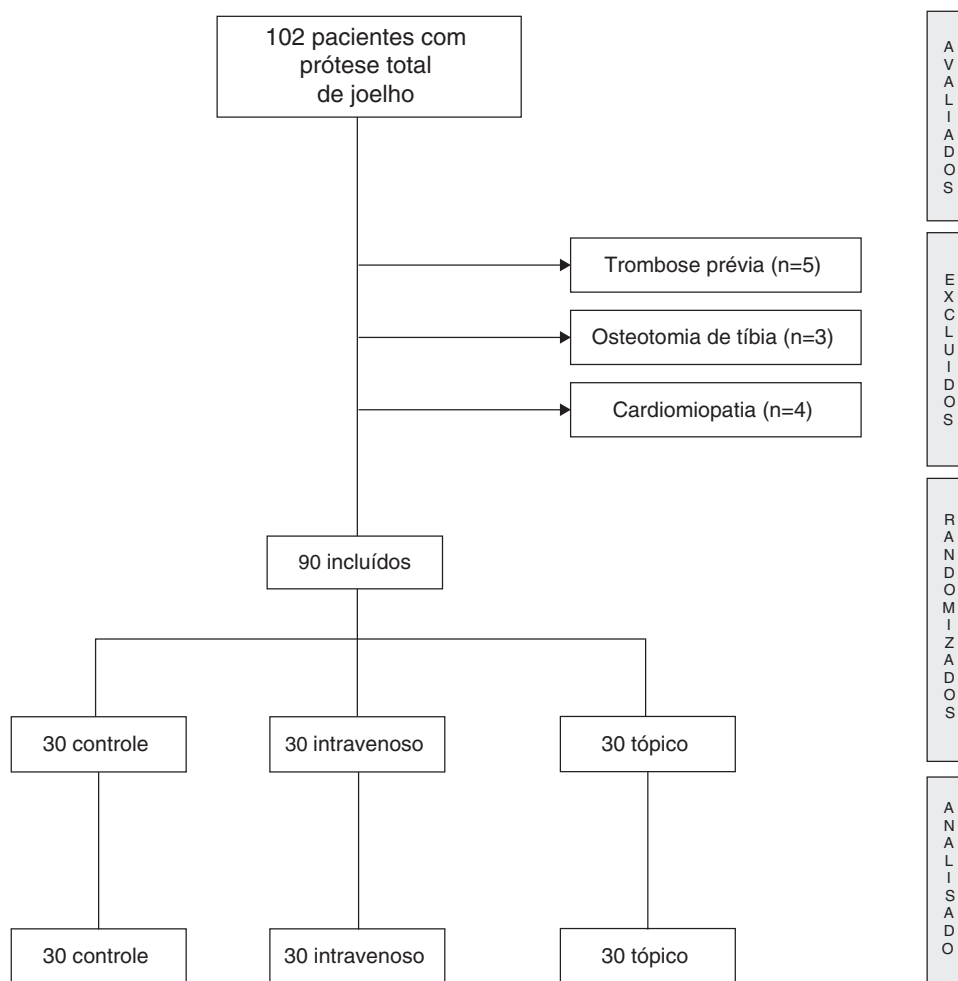 102 pacientes com
prótese total
de joelho
AVALIADOS
Trombose prévia (n=5)
Osteotomia de tíbia (n=3)
Cardiomiopatia (n=4)
EXCLUIDOS
90 incluídos
RANDOMIZADOS
30 controle
30 intravenoso
30 tópico
ANALISADO
30 controle
30 intravenoso
30 tópico